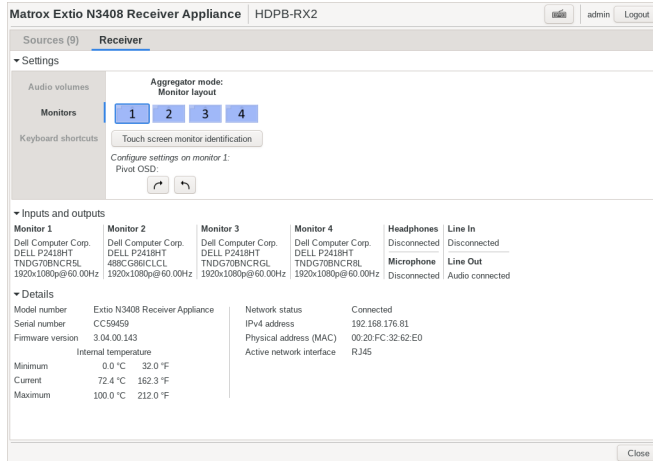 Matrox Extio N3408 Receiver Appliance HDPB-RX2 admin Logout
Sources (9) Receiver
Settings
Audio volumes
Monitors
Keyboard shortcuts
Aggregator mode:
Monitor layout
1 2 3 4
Touch screen monitor identification
Configure settings on monitor 1:
Pivot OSD:
Inputs and outputs
Monitor 1
Dell Computer Corp.
DELL P2418HT
TNDG70BNCR5L
1920x1080p@60.00Hz
Monitor 2
Dell Computer Corp.
DELL P2418HT
488CG86ICLCL
1920x1080p@60.00Hz
Monitor 3
Dell Computer Corp.
DELL P2418HT
TNDG70BNCRGL
1920x1080p@60.00Hz
Monitor 4
Dell Computer Corp.
DELL P2418HT
TNDG70BNCR8L
1920x1080p@60.00Hz
Headphones
Disconnected
Microphone
Disconnected
Line In
Disconnected
Line Out
Audio connected
Details
Model number Extio N3408 Receiver Appliance
Serial number CC59459
Firmware version 3.04.00.143
Internal temperature
Minimum 0.0 °C 32.0 °F
Current 72.4 °C 162.3 °F
Maximum 100.0 °C 212.0 °F
Network status Connected
IPv4 address 192.168.176.81
Physical address (MAC) 00:20:FC:32:62:E0
Active network interface RJ45
Close